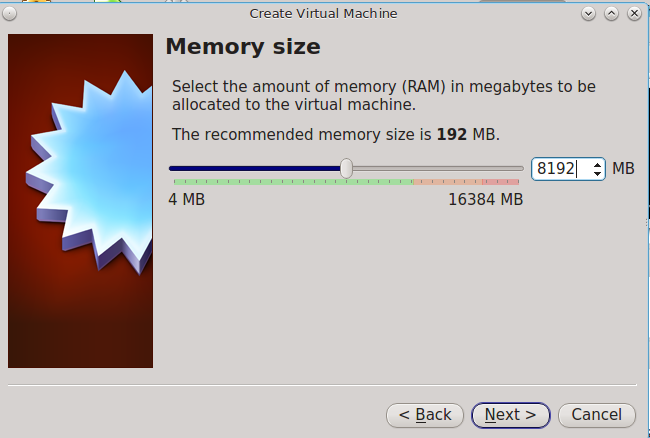 Create Virtual Machine
Memory size
Select the amount of memory (RAM) in megabytes to be
allocated to the virtual machine.
The recommended memory size is 192 MB.
8192 MB
4 MB 16384 MB
< Back Next > Cancel